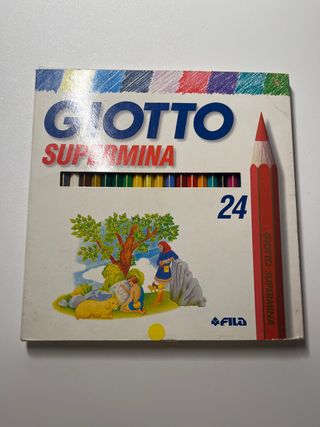 GIOTTO
SUPERMINA
24
GIOTTO SUPERMINA
FILA